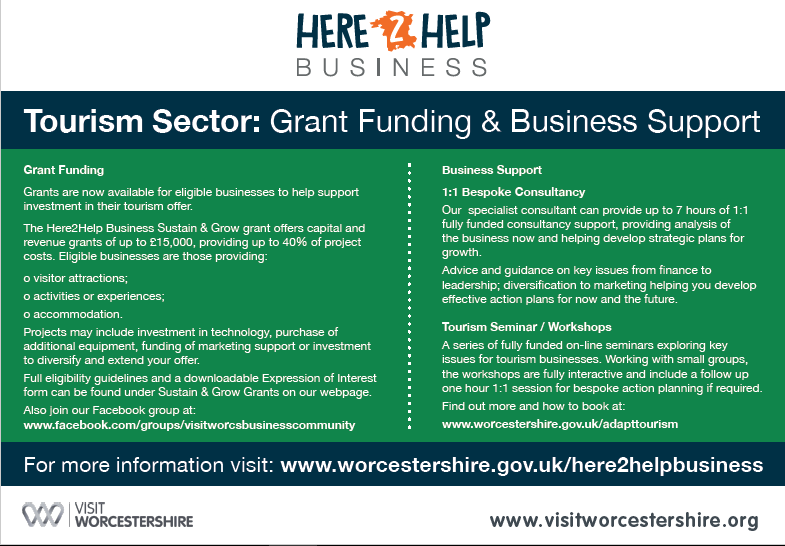 HERE 2 HELP
BUSINESS
Tourism Sector: Grant Funding & Business Support
Grant Funding
Grants are now available for eligible businesses to help support
investment in their tourism offer.
The Here2Help Business Sustain & Grow grant offers capital and
revenue grants of up to £15,000, providing up to 40% of project
costs. Eligible businesses are those providing:
o visitor attractions;
o activities or experiences;
o accommodation.
Projects may include investment in technology, purchase of
additional equipment, funding of marketing support or investment
to diversify and extend your offer.
Full eligibility guidelines and a downloadable Expression of Interest
form can be found under Sustain & Grow Grants on our webpage.
Also join our Facebook group at:
www.facebook.com/groups/visitworcsbusinesscommunity
Business Support
1:1 Bespoke Consultancy
Our specialist consultant can provide up to 7 hours of 1:1
fully funded consultancy support, providing analysis of
the business now and helping develop strategic plans for
growth.
Advice and guidance on key issues from finance to
leadership; diversification to marketing helping you develop
effective action plans for now and the future.
Tourism Seminar / Workshops
A series of fully funded on-line seminars exploring key
issues for tourism businesses. Working with small groups,
the workshops are fully interactive and include a follow up
one hour 1:1 session for bespoke action planning if required.
Find out more and how to book at:
www.worcestershire.gov.uk/adapttourism
For more information visit: www.worcestershire.gov.uk/here2helpbusiness
VISIT
WORCESTERSHIRE
www.visitworcestershire.org